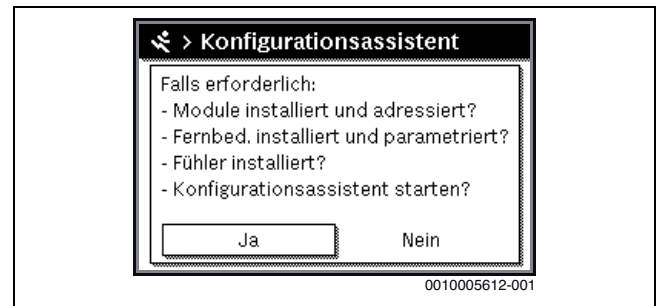 > Konfigurationsassistent
Falls erforderlich:
- Module installiert und adressiert?
- Fernbed. installiert und parametriert?
- Fühler installiert?
- Konfigurationsassistent starten?
Ja Nein
0010005612-001